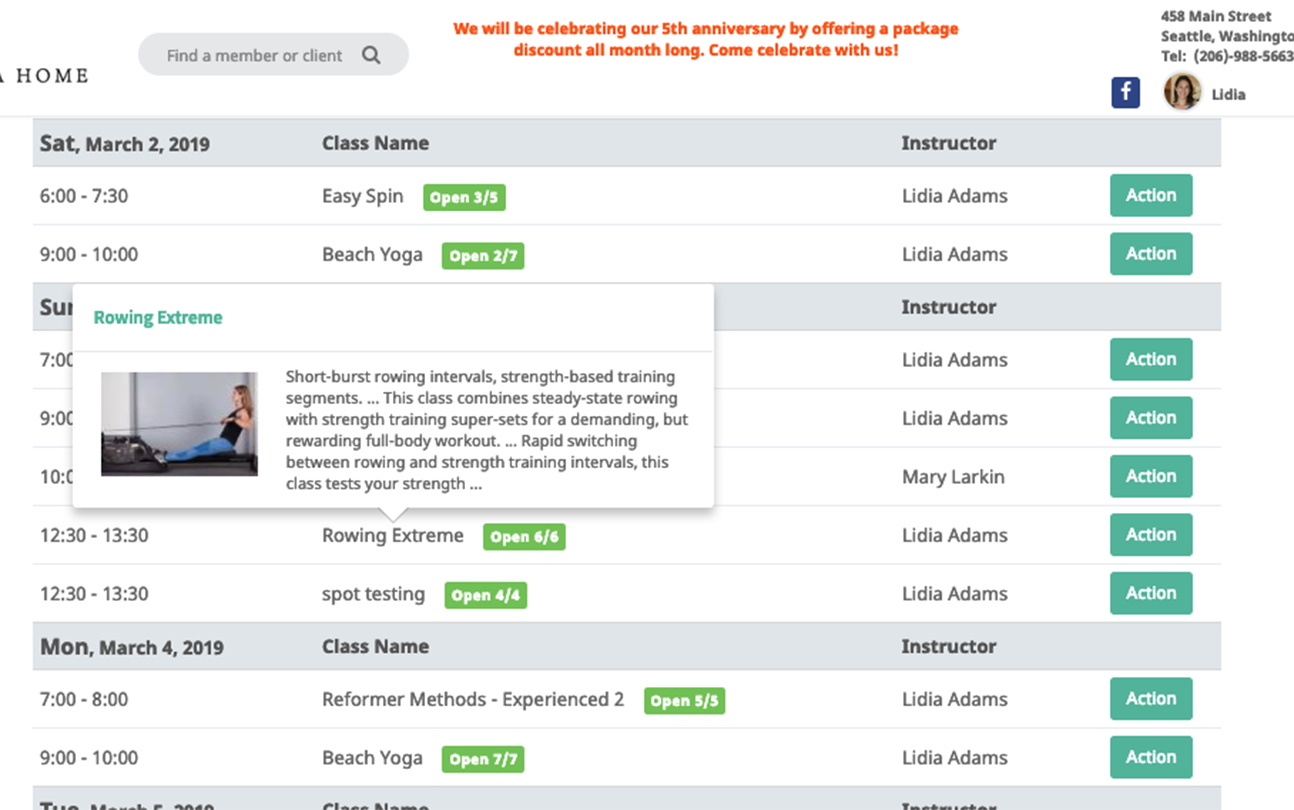 We will be celebrating our 5th anniversary by offering a package
discount all month long. Come celebrate with us!
458 Main Street
Seattle, Washingto
Tel: (206)-988-5663
Find a member or client
A HOME
f
Lidia
Sat, March 2, 2019 Class Name Instructor
6:00 - 7:30 Easy Spin Open 3/5 Lidia Adams Action
9:00 - 10:00 Beach Yoga Open 2/7 Lidia Adams Action
Sun Instructor
7:00 Lidia Adams Action
9:00 Lidia Adams Action
10:0 Mary Larkin Action
Rowing Extreme
Short-burst rowing intervals, strength-based training
segments. ... This class combines steady-state rowing
with strength training super-sets for a demanding, but
rewarding full-body workout. ... Rapid switching
between rowing and strength training intervals, this
class tests your strength ...
12:30 - 13:30 Rowing Extreme Open 6/6 Lidia Adams Action
12:30 - 13:30 spot testing Open 4/4 Lidia Adams Action
Mon, March 4, 2019 Class Name Instructor
7:00 - 8:00 Reformer Methods - Experienced 2 Open 5/5 Lidia Adams Action
9:00 - 10:00 Beach Yoga Open 7/7 Lidia Adams Action
Tue, March 5, 2019 Class Name Instructor